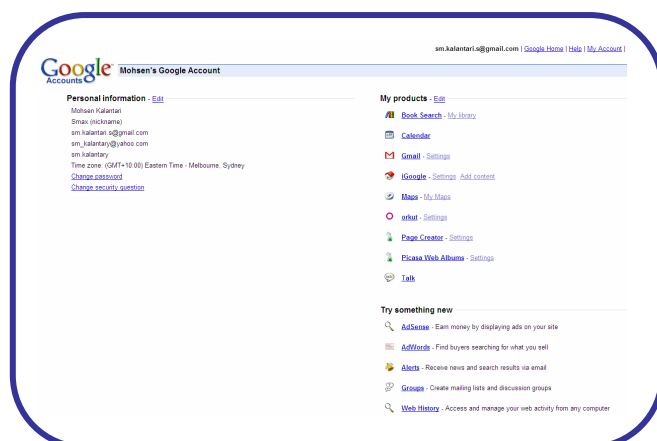 sm.kalantari.s@gmail.com | Google Home | Help | My Account |
Google
Accounts
Mohsen's Google Account
Personal information - Edit
Mohsen Kalantari
Smax (nickname)
sm.kalantari.s@gmail.com
sm_kalantary@yahoo.com
sm.kalantary
Time zone: (GMT+10:00) Eastern Time - Melbourne, Sydney
Change password
Change security question
My products - Edit
Book Search - My library
Calendar
Gmail - Settings
iGoogle - Settings Add content
Maps - My Maps
orkut - Settings
Page Creator - Settings
Picasa Web Albums - Settings
Talk
Try something new
AdSense - Earn money by displaying ads on your site
AdWords - Find buyers searching for what you sell
Alerts - Receive news and search results via email
Groups - Create mailing lists and discussion groups
Web History - Access and manage your web activity from any computer